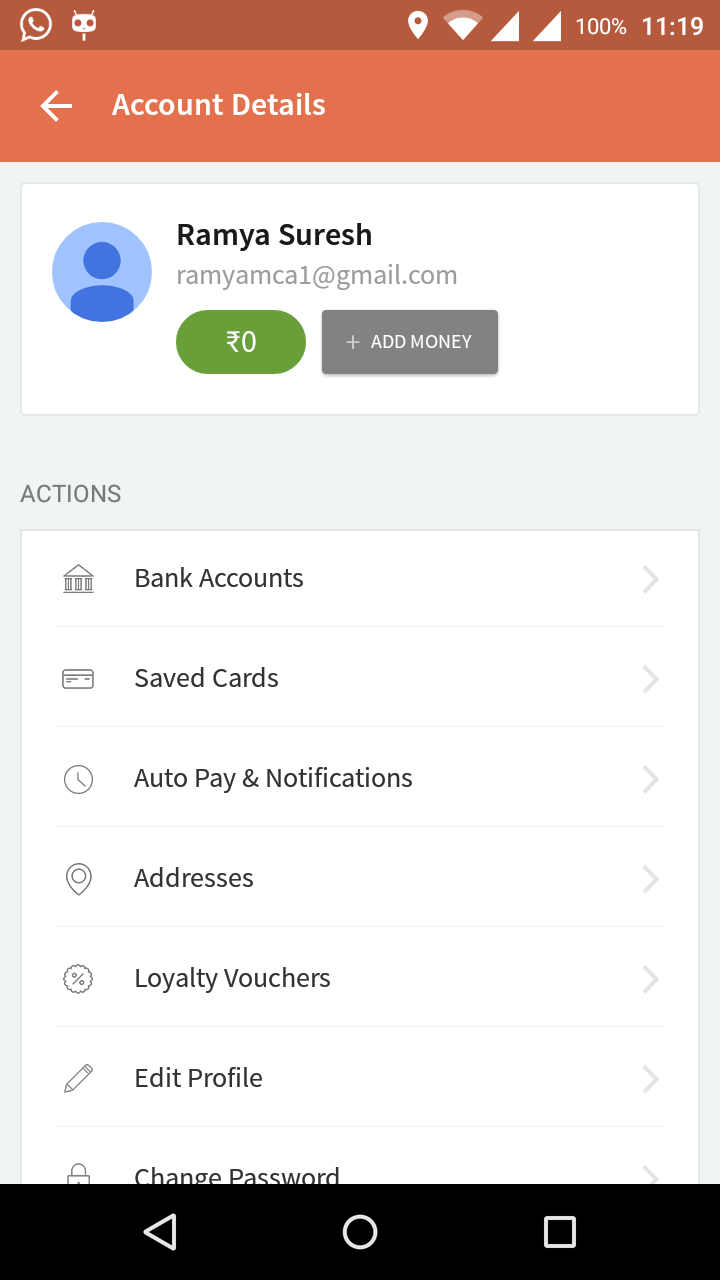 100% 11:19
Account Details
Ramya Suresh
ramyamca1@gmail.com
₹0
+ ADD MONEY
ACTIONS
Bank Accounts
Saved Cards
Auto Pay & Notifications
Addresses
Loyalty Vouchers
Edit Profile
Change Password